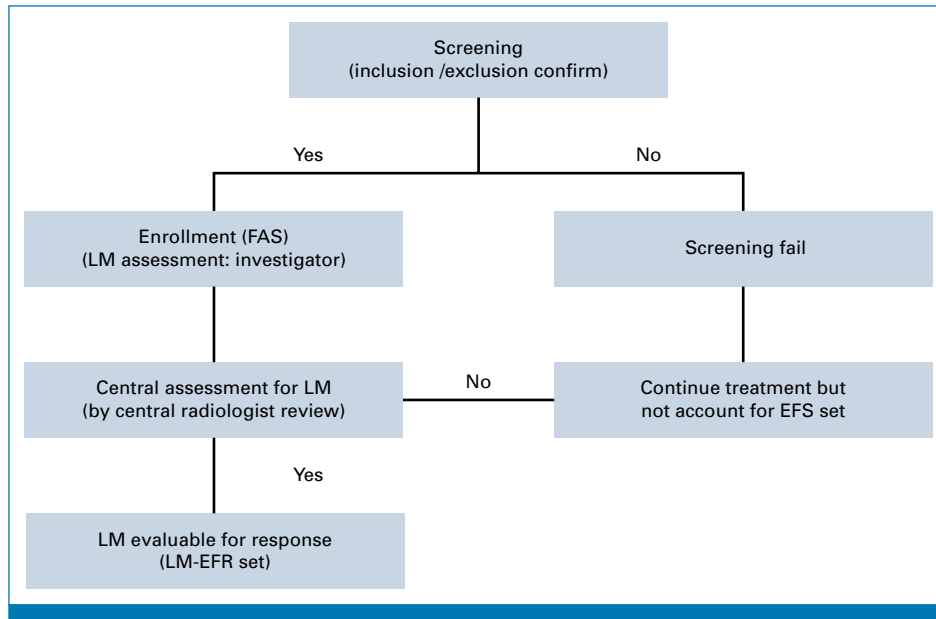 Screening
(inclusion /exclusion confirm)
Yes
No
Enrollment (FAS)
(LM assessment: investigator)
Screening fail
Central assessment for LM
(by central radiologist review)
No
Continue treatment but
not account for EFS set
Yes
LM evaluable for response
(LM-EFR set)